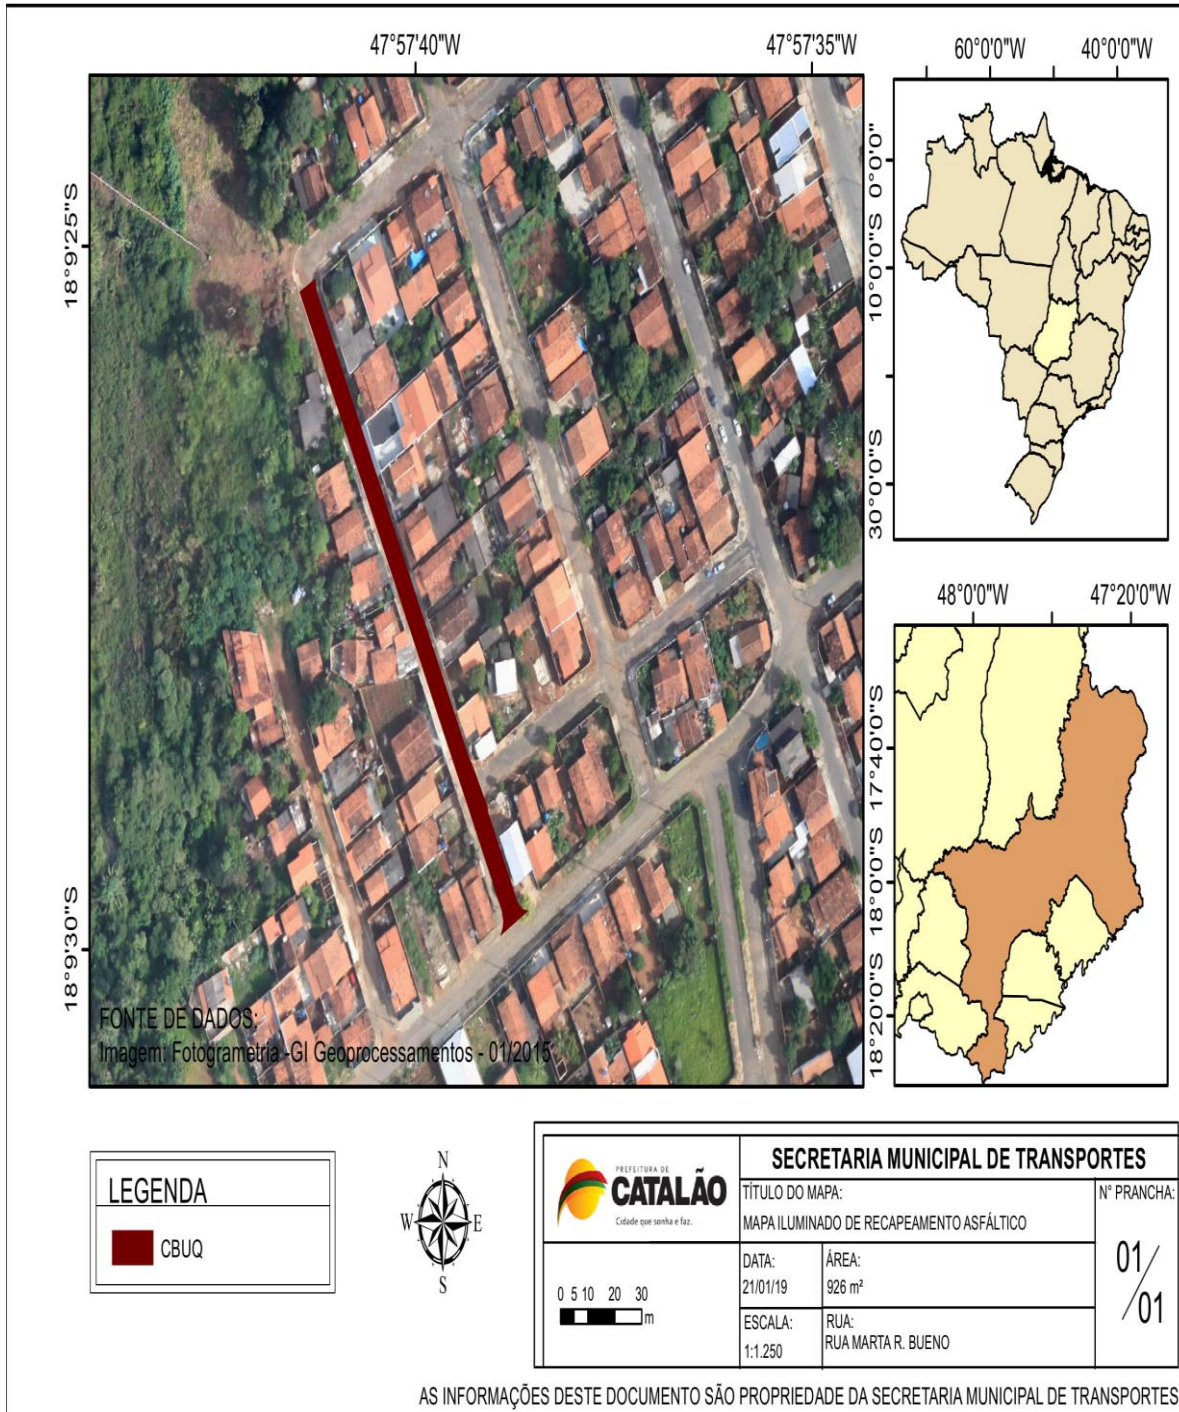 47°57'40"W
47°57'35"W
18°9'25"S
18°9'30"S
FONTE DE DADOS:
Imagem: Fotogrametria -GI Geoprocessamentos - 01/2015
60°0'0"W
40°0'0"W
0°0'0"
10°0'0"S
30°0'0"S
48°0'0"W
47°20'0"W
17°40'0"S
18°0'0"S
18°20'0"S
LEGENDA
CBUQ
N
W
E
S
PREFEITURA DE
CATALÃO
Cidade que sonha e faz.
0 5 10 20 30
m
SECRETARIA MUNICIPAL DE TRANSPORTES
TÍTULO DO MAPA:
MAPA ILUMINADO DE RECAPEAMENTO ASFÁLTICO
N° PRANCHA:
01/
/01
DATA:
21/01/19
ÁREA:
926 m²
ESCALA:
1:1.250
RUA:
RUA MARTA R. BUENO
AS INFORMAÇÕES DESTE DOCUMENTO SÃO PROPRIEDADE DA SECRETARIA MUNICIPAL DE TRANSPORTES